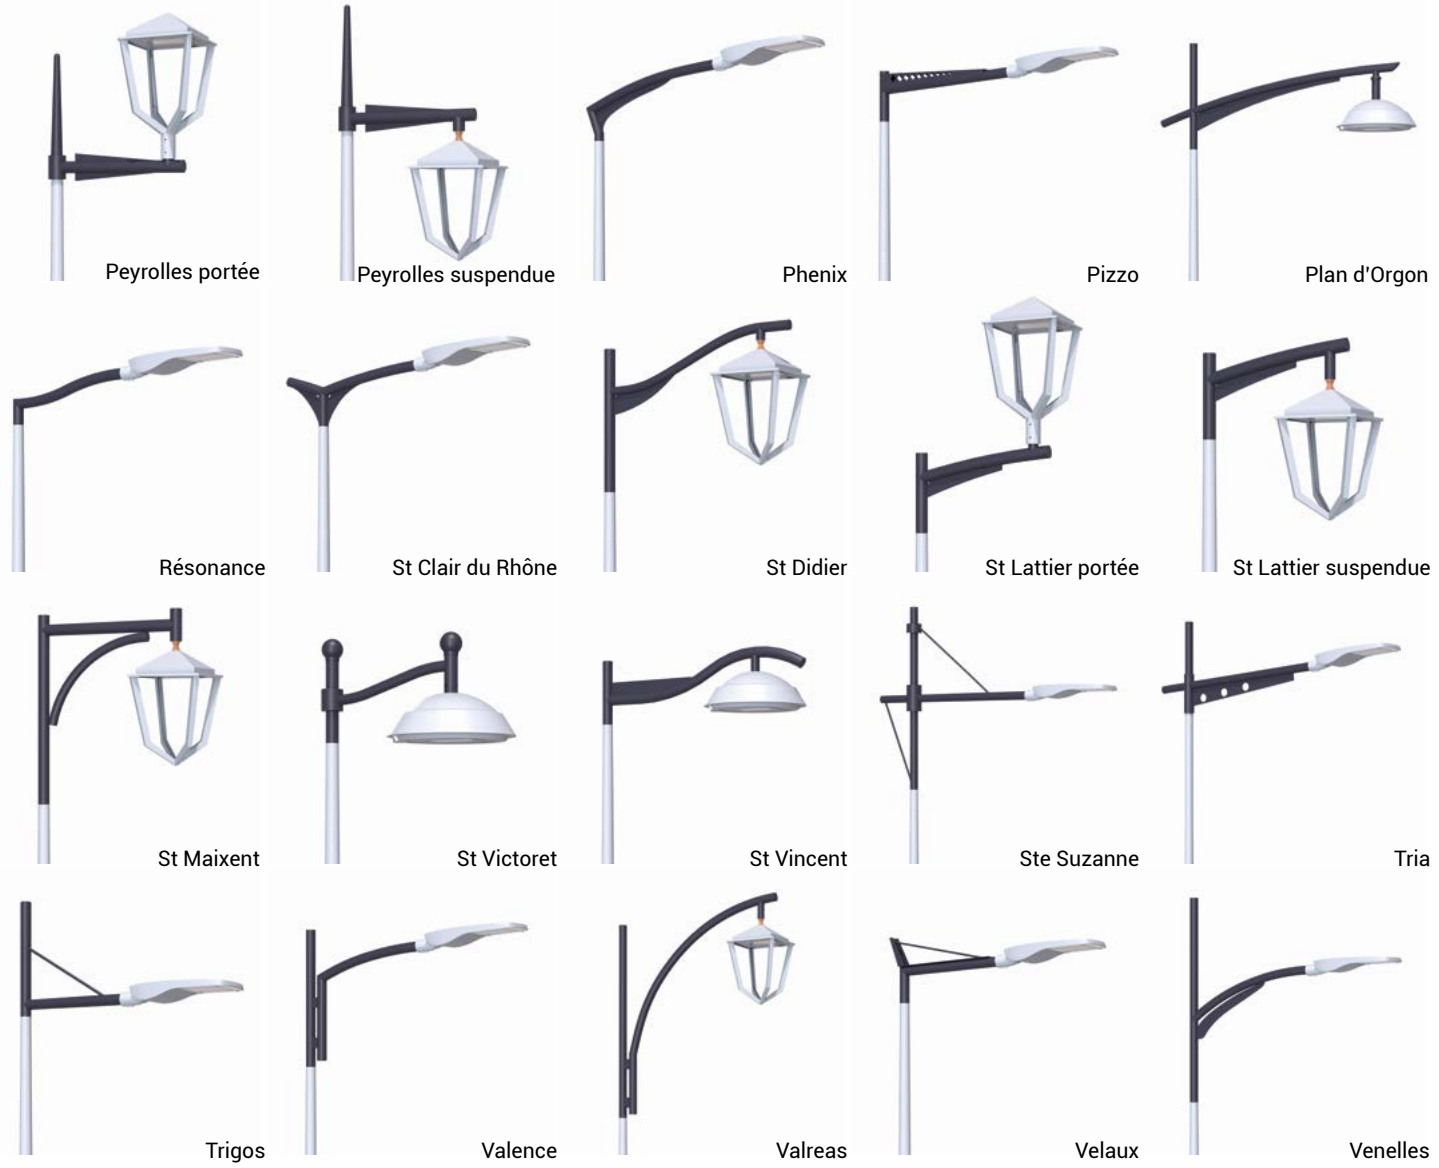 Peyrolles portée
Peyrolles suspendue
Phenix
Pizzo
Plan d'Orgon
Résonance
St Clair du Rhône
St Didier
St Lattier portée
St Lattier suspendue
St Maixent
St Victoret
St Vincent
Ste Suzanne
Tria
Trigos
Valence
Valreas
Velaux
Venelles